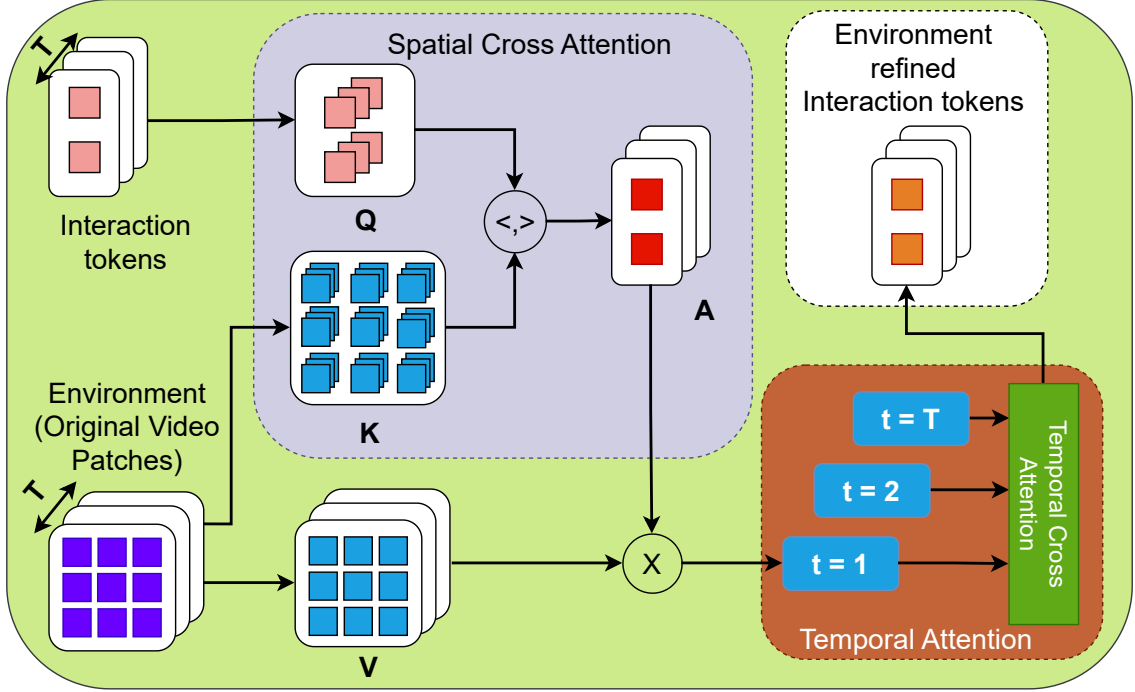 T
Interaction
tokens
Spatial Cross Attention
Q
<,>
K
A
Environment
refined
Interaction tokens
Environment
(Original Video
Patches)
T
V
X
t = T
t = 2
t = 1
Temporal Cross
Attention
Temporal Attention